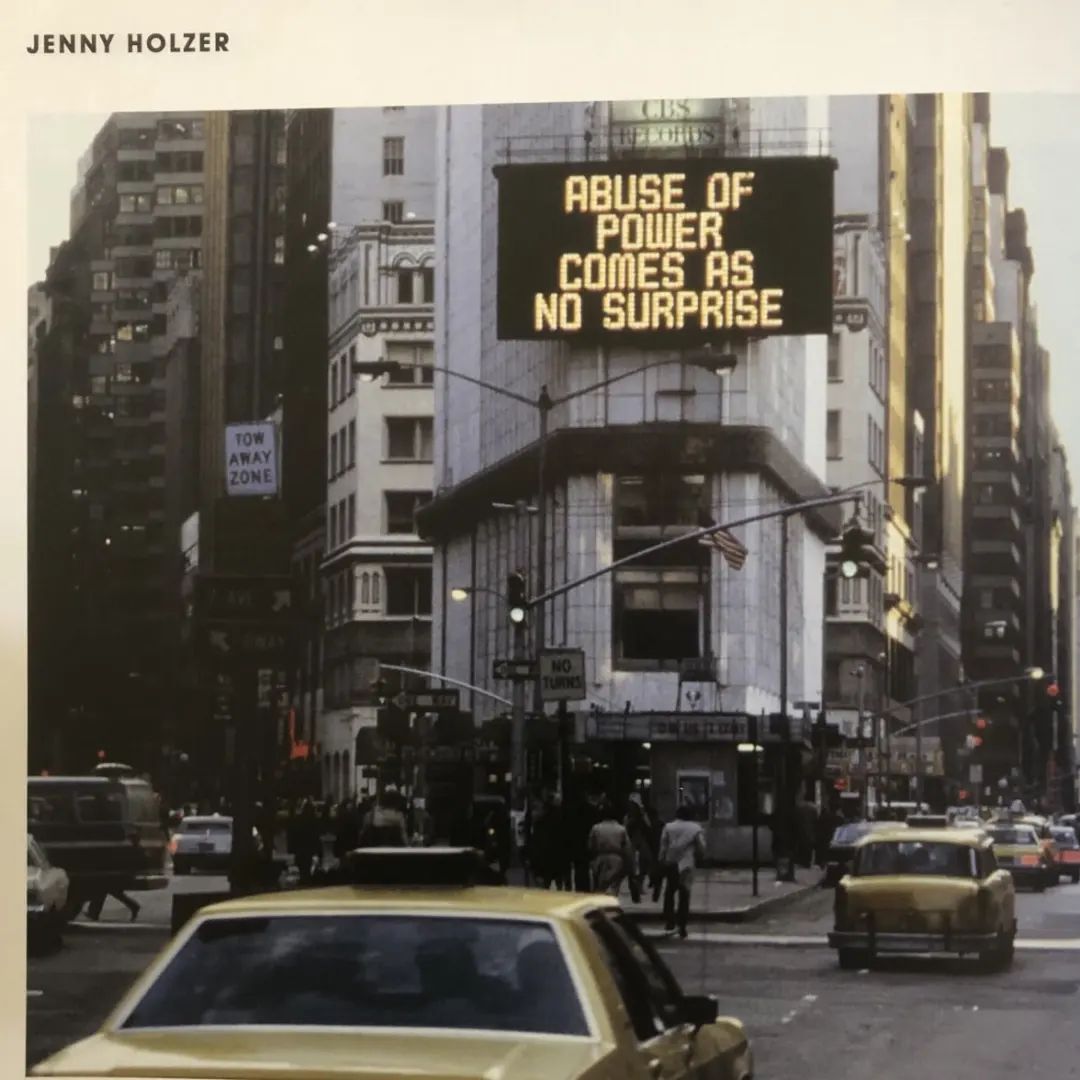 JENNY HOLZER
CBS
RECORDS
ABUSE OF
POWER
COMES AS
NO SURPRISE
TOW
AWAY
ZONE
NO
TURNS